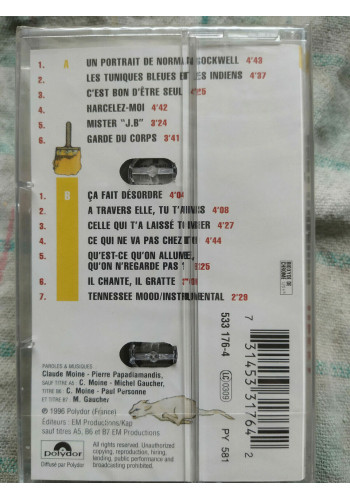 A
1. UN PORTRAIT DE NORMAN ROCKWELL 4'43
2. LES TUNIQUES BLEUES ET LES INDIENS 4'37
3. C'EST BON D'ÊTRE SEUL
4. HARCELEZ-MOI 4'42
5. MISTER "J.B" 3'24
6. GARDE DU CORPS 3'41
B
1. ÇA FAIT DÉSORDRE 4'04
2. A TRAVERS ELLE, TU T'AIMES 4'08
3. CELLE QUI T'A LAISSÉ TOMBER 4'27
4. CE QUI NE VA PAS CHEZ MOI 4'44
5. QU'EST-CE QU'ON ALLUME,
QU'ON N'REGARDE PAS
6. IL CHANTE, IL GRATTE
7. TENNESSEE MOOD/INSTRUMENTAL 2'29
PAROLES & MUSIQUES
Claude Moine - Pierre Papadiamandis,
SAUF TITRE A5 C. Moine - Michel Gaucher,
TITRE B6 C. Moine - Paul Personne
ET TITRE B7 M. Gaucher
℗ 1996 Polydor (France)
Editeurs : EM Productions/Kap
sauf titres A5, B6 et B7 EM Productions
Polydor
Diffusé par Polydor
All rights reserved. Unauthorized
copying, reproduction, hiring,
lending, public performance and
broadcasting prohibited.
533 176-4
LC 0309
PY 581
7 31453 31764 2